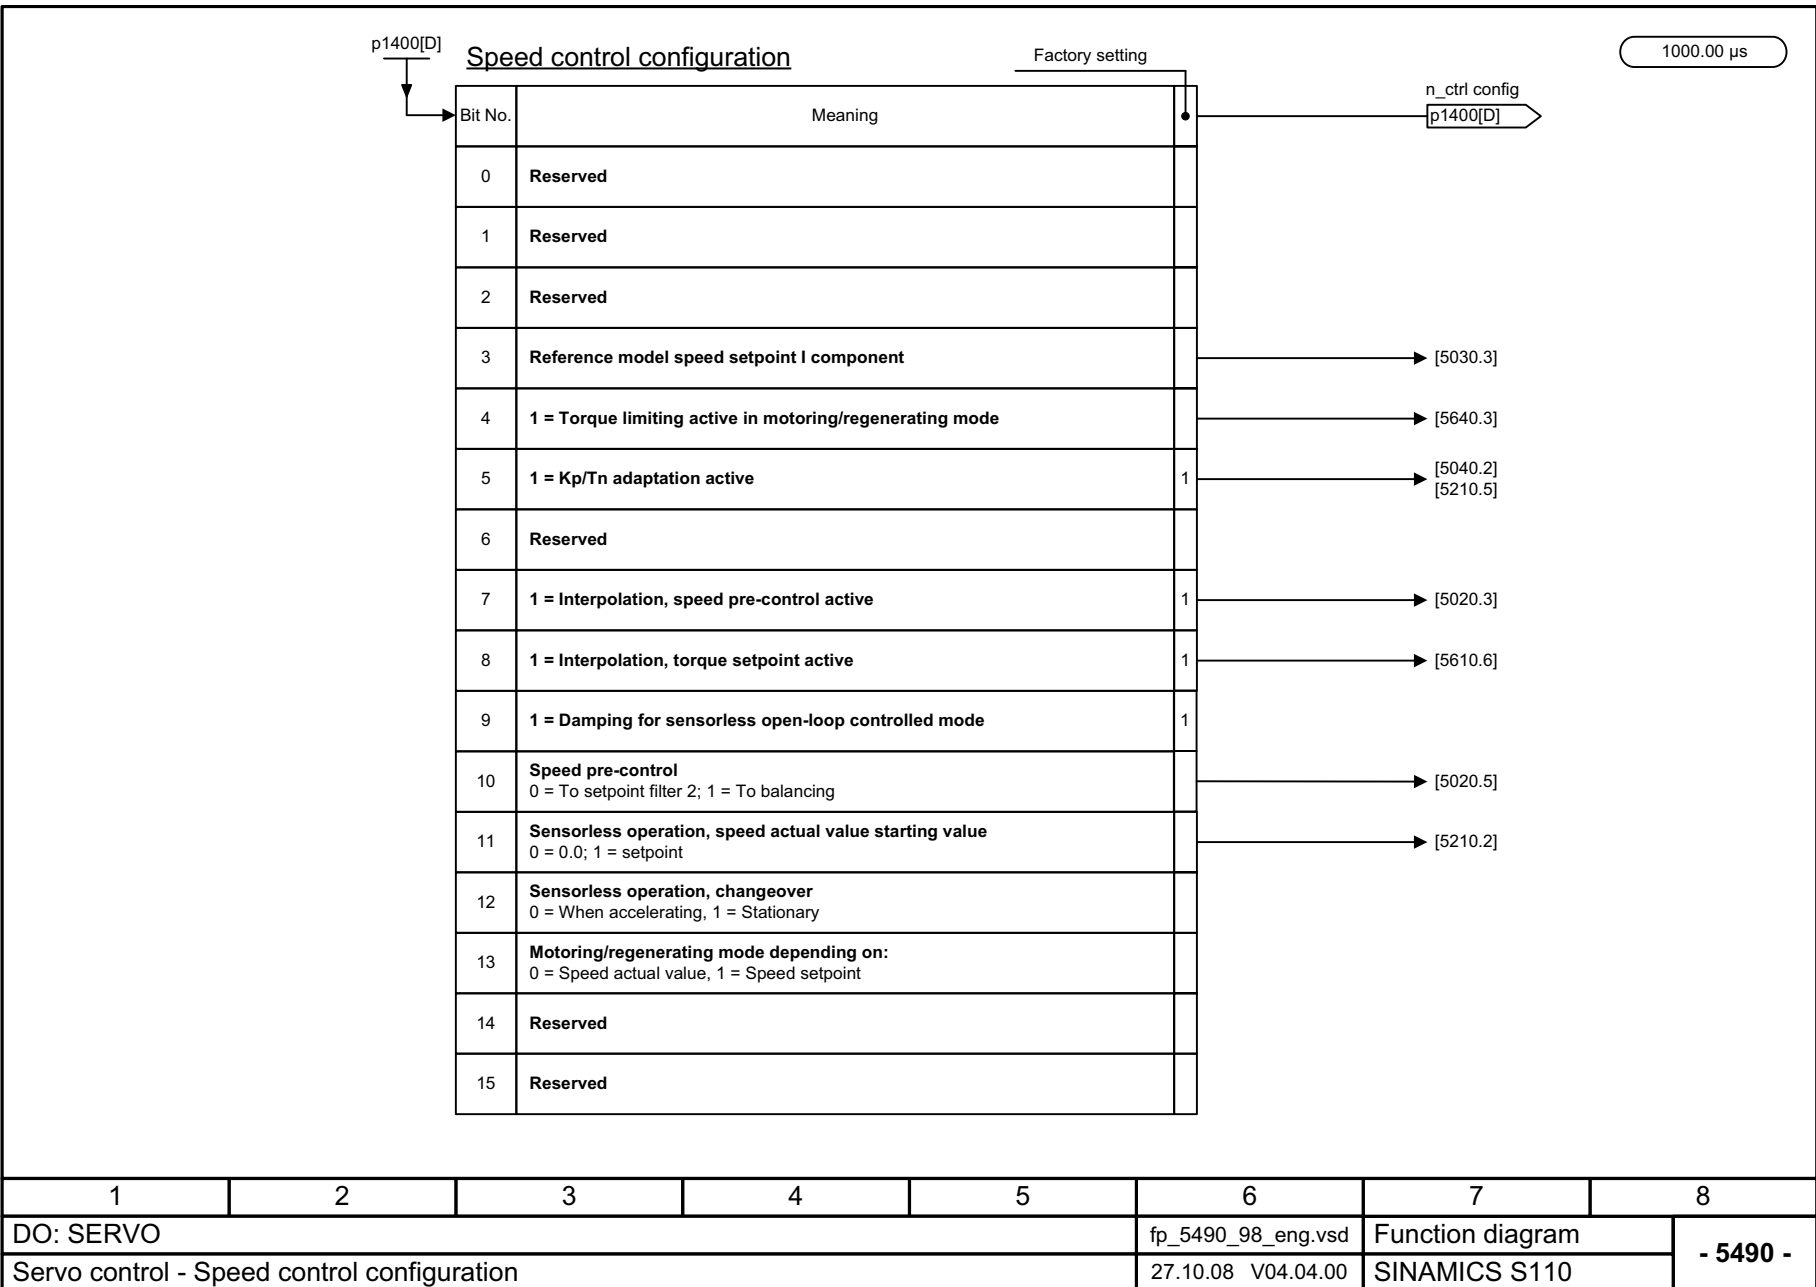 p1400[D]
Speed control configuration
Factory setting
1000.00 µs
n_ctrl config
p1400[D]
Bit No. Meaning
0 Reserved
1 Reserved
2 Reserved
3 Reference model speed setpoint I component [5030.3]
4 1 = Torque limiting active in motoring/regenerating mode [5640.3]
5 1 = Kp/Tn adaptation active 1 [5040.2]
[5210.5]
6 Reserved
7 1 = Interpolation, speed pre-control active 1 [5020.3]
8 1 = Interpolation, torque setpoint active 1 [5610.6]
9 1 = Damping for sensorless open-loop controlled mode 1
10 Speed pre-control
0 = To setpoint filter 2; 1 = To balancing [5020.5]
11 Sensorless operation, speed actual value starting value
0 = 0.0; 1 = setpoint [5210.2]
12 Sensorless operation, changeover
0 = When accelerating, 1 = Stationary
13 Motoring/regenerating mode depending on:
0 = Speed actual value, 1 = Speed setpoint
14 Reserved
15 Reserved
1 2 3 4 5 6 7 8
DO: SERVO fp_5490_98_eng.vsd Function diagram
- 5490 -
Servo control - Speed control configuration 27.10.08 V04.04.00 SINAMICS S110